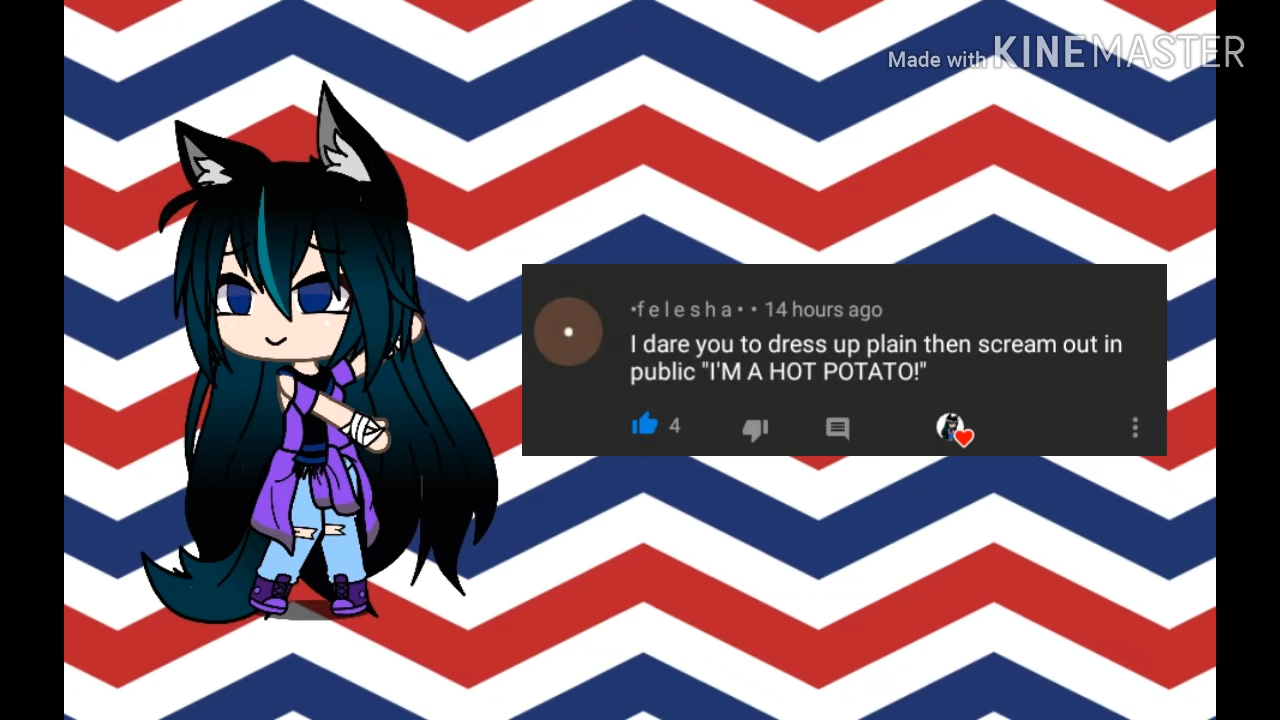 Made with KINEMASTER
•f e l e s h a • • 14 hours ago
I dare you to dress up plain then scream out in
public "I'M A HOT POTATO!"
4